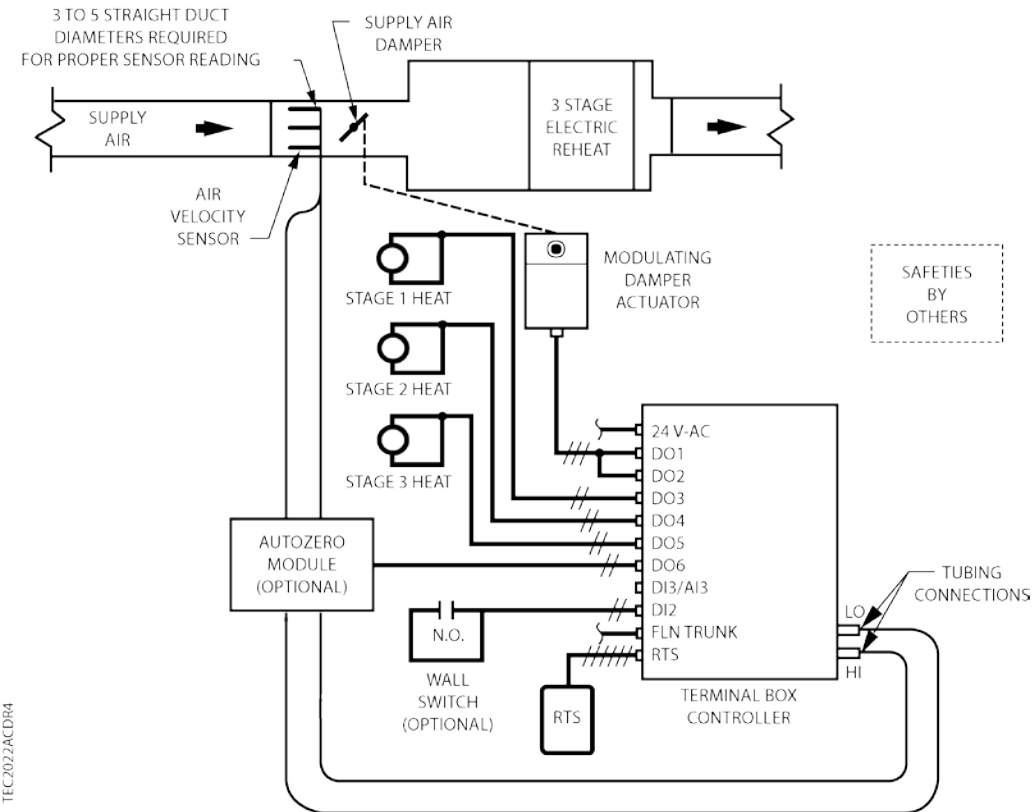 3 TO 5 STRAIGHT DUCT
DIAMETERS REQUIRED
FOR PROPER SENSOR READING
SUPPLY AIR
DAMPER
SUPPLY
AIR
3 STAGE
ELECTRIC
REHEAT
AIR
VELOCITY
SENSOR
STAGE 1 HEAT
MODULATING
DAMPER
ACTUATOR
SAFETIES
BY
OTHERS
STAGE 2 HEAT
STAGE 3 HEAT
24 V-AC
DO1
DO2
DO3
DO4
DO5
DO6
DI3/AI3
DI2
FLN TRUNK
RTS
AUTOZERO
MODULE
(OPTIONAL)
TUBING
CONNECTIONS
LO
HI
N.O.
WALL
SWITCH
(OPTIONAL)
RTS
TERMINAL BOX
CONTROLLER
TEC2022ACDR4